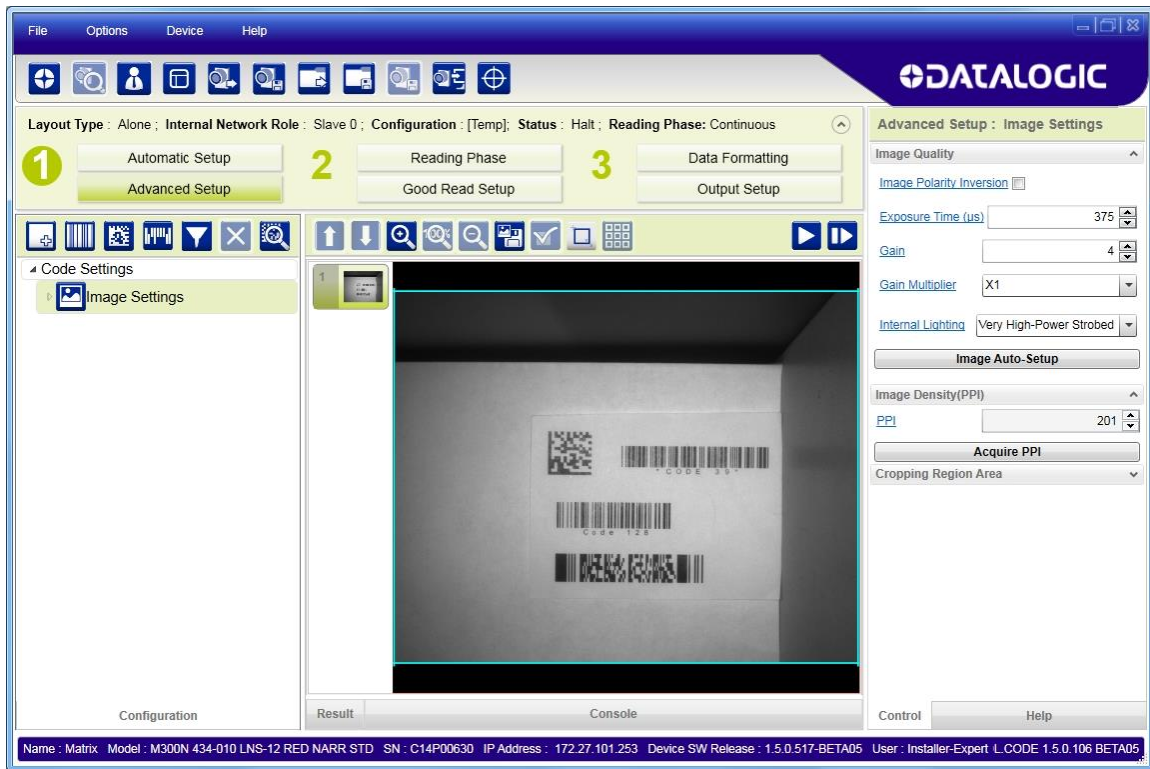 File Options Device Help
DATALOGIC
Layout Type : Alone ; Internal Network Role : Slave 0 ; Configuration : [Temp]; Status : Halt ; Reading Phase: Continuous
1 Automatic Setup 2 Reading Phase 3 Data Formatting
Advanced Setup Good Read Setup Output Setup
Code Settings
Image Settings
100%
1
*CODE 39*
Code 128
Configuration
Result Console
Advanced Setup : Image Settings
Image Quality
Image Polarity Inversion
Exposure Time (µs) 375
Gain 4
Gain Multiplier X1
Internal Lighting Very High-Power Strobed
Image Auto-Setup
Image Density(PPI)
PPI 201
Acquire PPI
Cropping Region Area
Control Help
Name : Matrix Model : M300N 434-010 LNS-12 RED NARR STD SN : C14P00630 IP Address : 172.27.101.253 Device SW Release : 1.5.0.517-BETA05 User : Installer-Expert L.CODE 1.5.0.106 BETA05